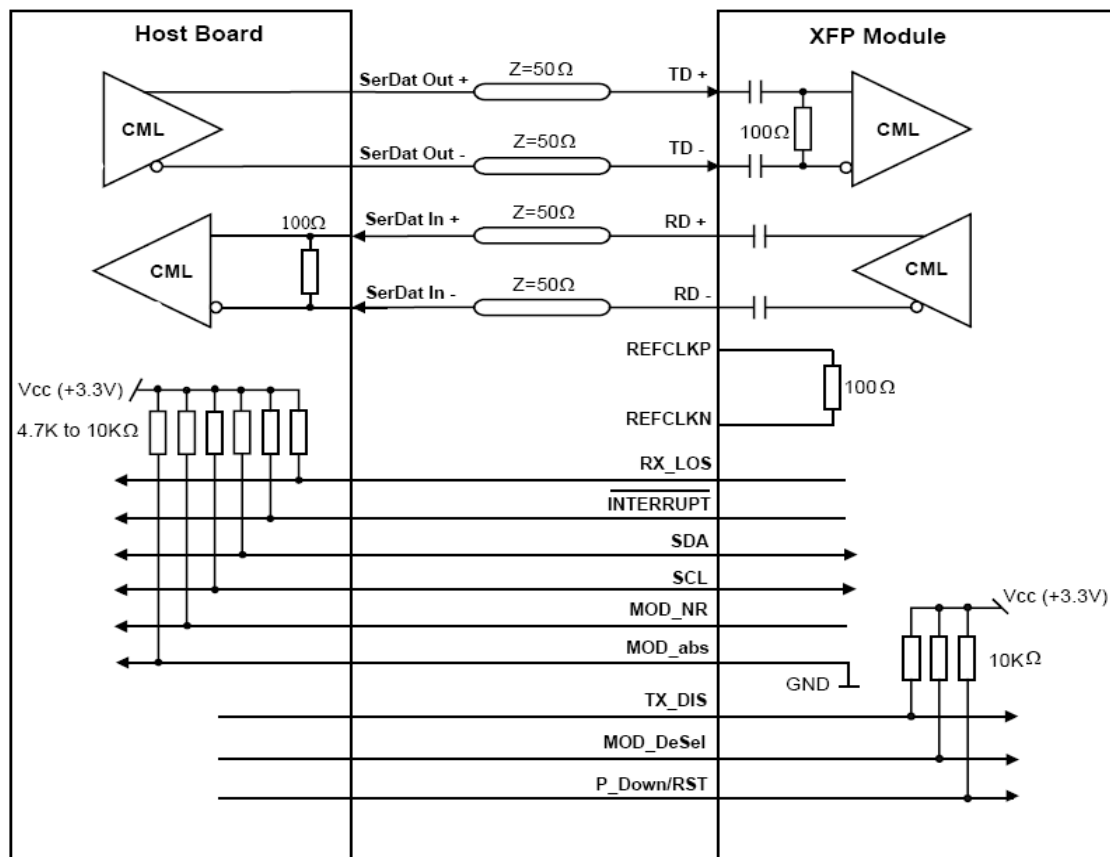 Host Board
XFP Module
SerDat Out +
Z=50Ω
TD +
CML
100Ω
CML
SerDat Out -
Z=50Ω
TD -
100Ω
SerDat In +
Z=50Ω
RD +
CML
CML
SerDat In -
Z=50Ω
RD -
REFCLKP
100Ω
REFCLKN
Vcc (+3.3V)
4.7K to 10KΩ
RX_LOS
INTERRUPT
SDA
SCL
Vcc (+3.3V)
MOD_NR
MOD_abs
10KΩ
GND
TX_DIS
MOD_DeSel
P_Down/RST